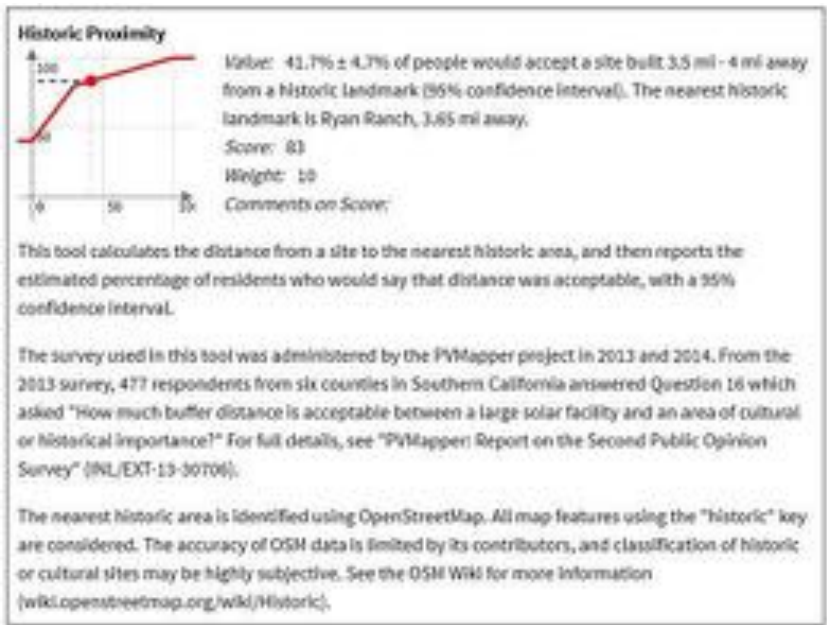 Historic Proximity
100
0
50
Value: 41.7% ± 4.7% of people would accept a site built 3.5 mi - 4 mi away
from a historic landmark (95% confidence interval). The nearest historic
landmark is Ryan Ranch, 3.65 mi away.
Score: 83
Weight: 10
Comments on Score:
This tool calculates the distance from a site to the nearest historic area, and then reports the
estimated percentage of residents who would say that distance was acceptable, with a 95%
confidence interval.
The survey used in this tool was administered by the PVMapper project in 2013 and 2014. From the
2013 survey, 477 respondents from six counties in Southern California answered Question 16 which
asked "How much buffer distance is acceptable between a large solar facility and an area of cultural
or historical importance?" For full details, see "PVMapper: Report on the Second Public Opinion
Survey" (INL/EXT-13-30706).
The nearest historic area is identified using OpenStreetMap. All map features using the "historic" key
are considered. The accuracy of OSM data is limited by its contributors, and classification of historic
or cultural sites may be highly subjective. See the OSM Wiki for more information
(wiki.openstreetmap.org/wiki/Historic).